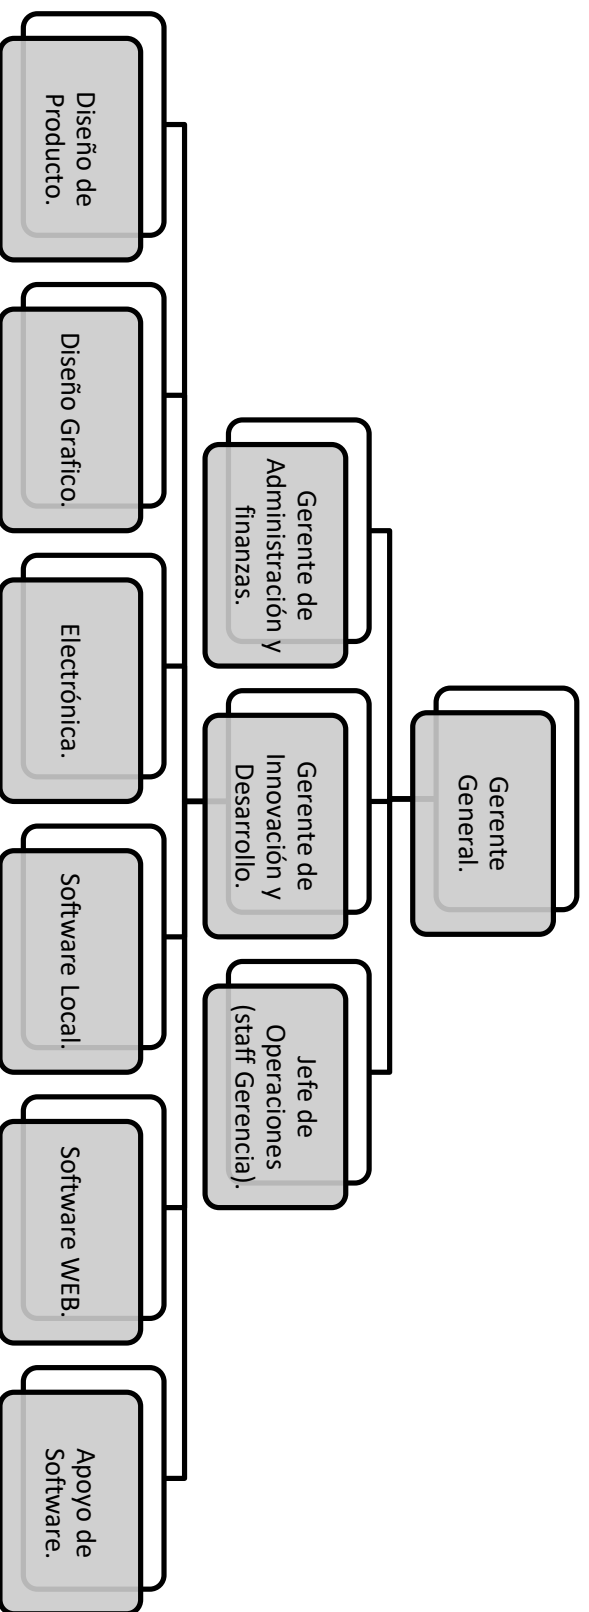 Gerente
General.
Gerente de
Administración y
finanzas.
Gerente de
Innovación y
Desarrollo.
Jefe de
Operaciones
(staff Gerencia).
Diseño de
Producto.
Diseño Grafico.
Electrónica.
Software Local.
Software WEB.
Apoyo de
Software.